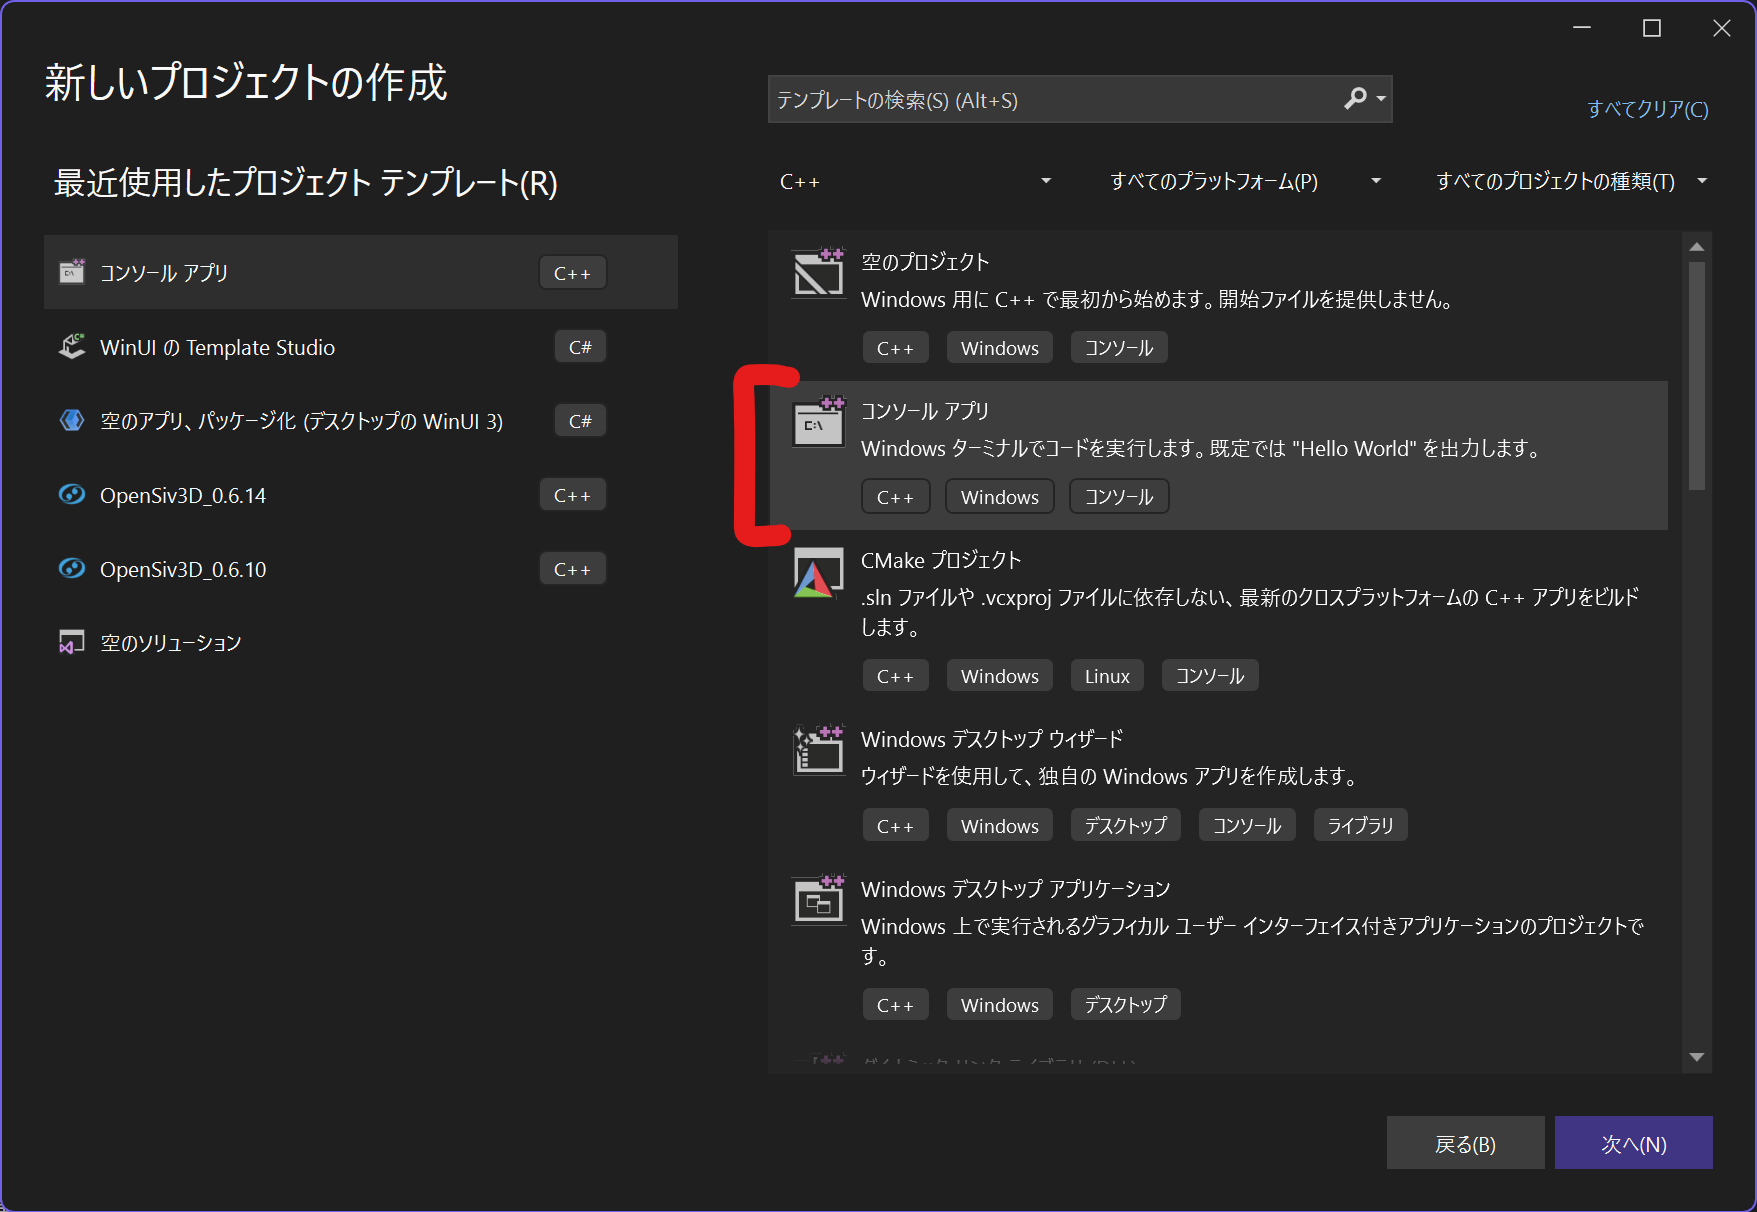 新しいプロジェクトの作成
テンプレートの検索(S) (Alt+S)
すべてクリア(C)
最近使用したプロジェクト テンプレート(R)
C++
すべてのプラットフォーム(P)
すべてのプロジェクトの種類(T)
コンソール アプリ
C++
WinUI の Template Studio
C#
空のアプリ、パッケージ化 (デスクトップの WinUI 3)
C#
OpenSiv3D_0.6.14
C++
OpenSiv3D_0.6.10
C++
空のソリューション
空のプロジェクト
Windows 用に C++ で最初から始めます。開始ファイルを提供しません。
C++ Windows コンソール
コンソール アプリ
Windows ターミナルでコードを実行します。既定では "Hello World" を出力します。
C++ Windows コンソール
CMake プロジェクト
.sln ファイルや .vcxproj ファイルに依存しない、最新のクロスプラットフォームの C++ アプリをビルド
します。
C++ Windows Linux コンソール
Windows デスクトップ ウィザード
ウィザードを使用して、独自の Windows アプリを作成します。
C++ Windows デスクトップ コンソール ライブラリ
Windows デスクトップ アプリケーション
Windows 上で実行されるグラフィカル ユーザー インターフェイス付きアプリケーションのプロジェクトで
す。
C++ Windows デスクトップ
戻る(B)
次へ(N)